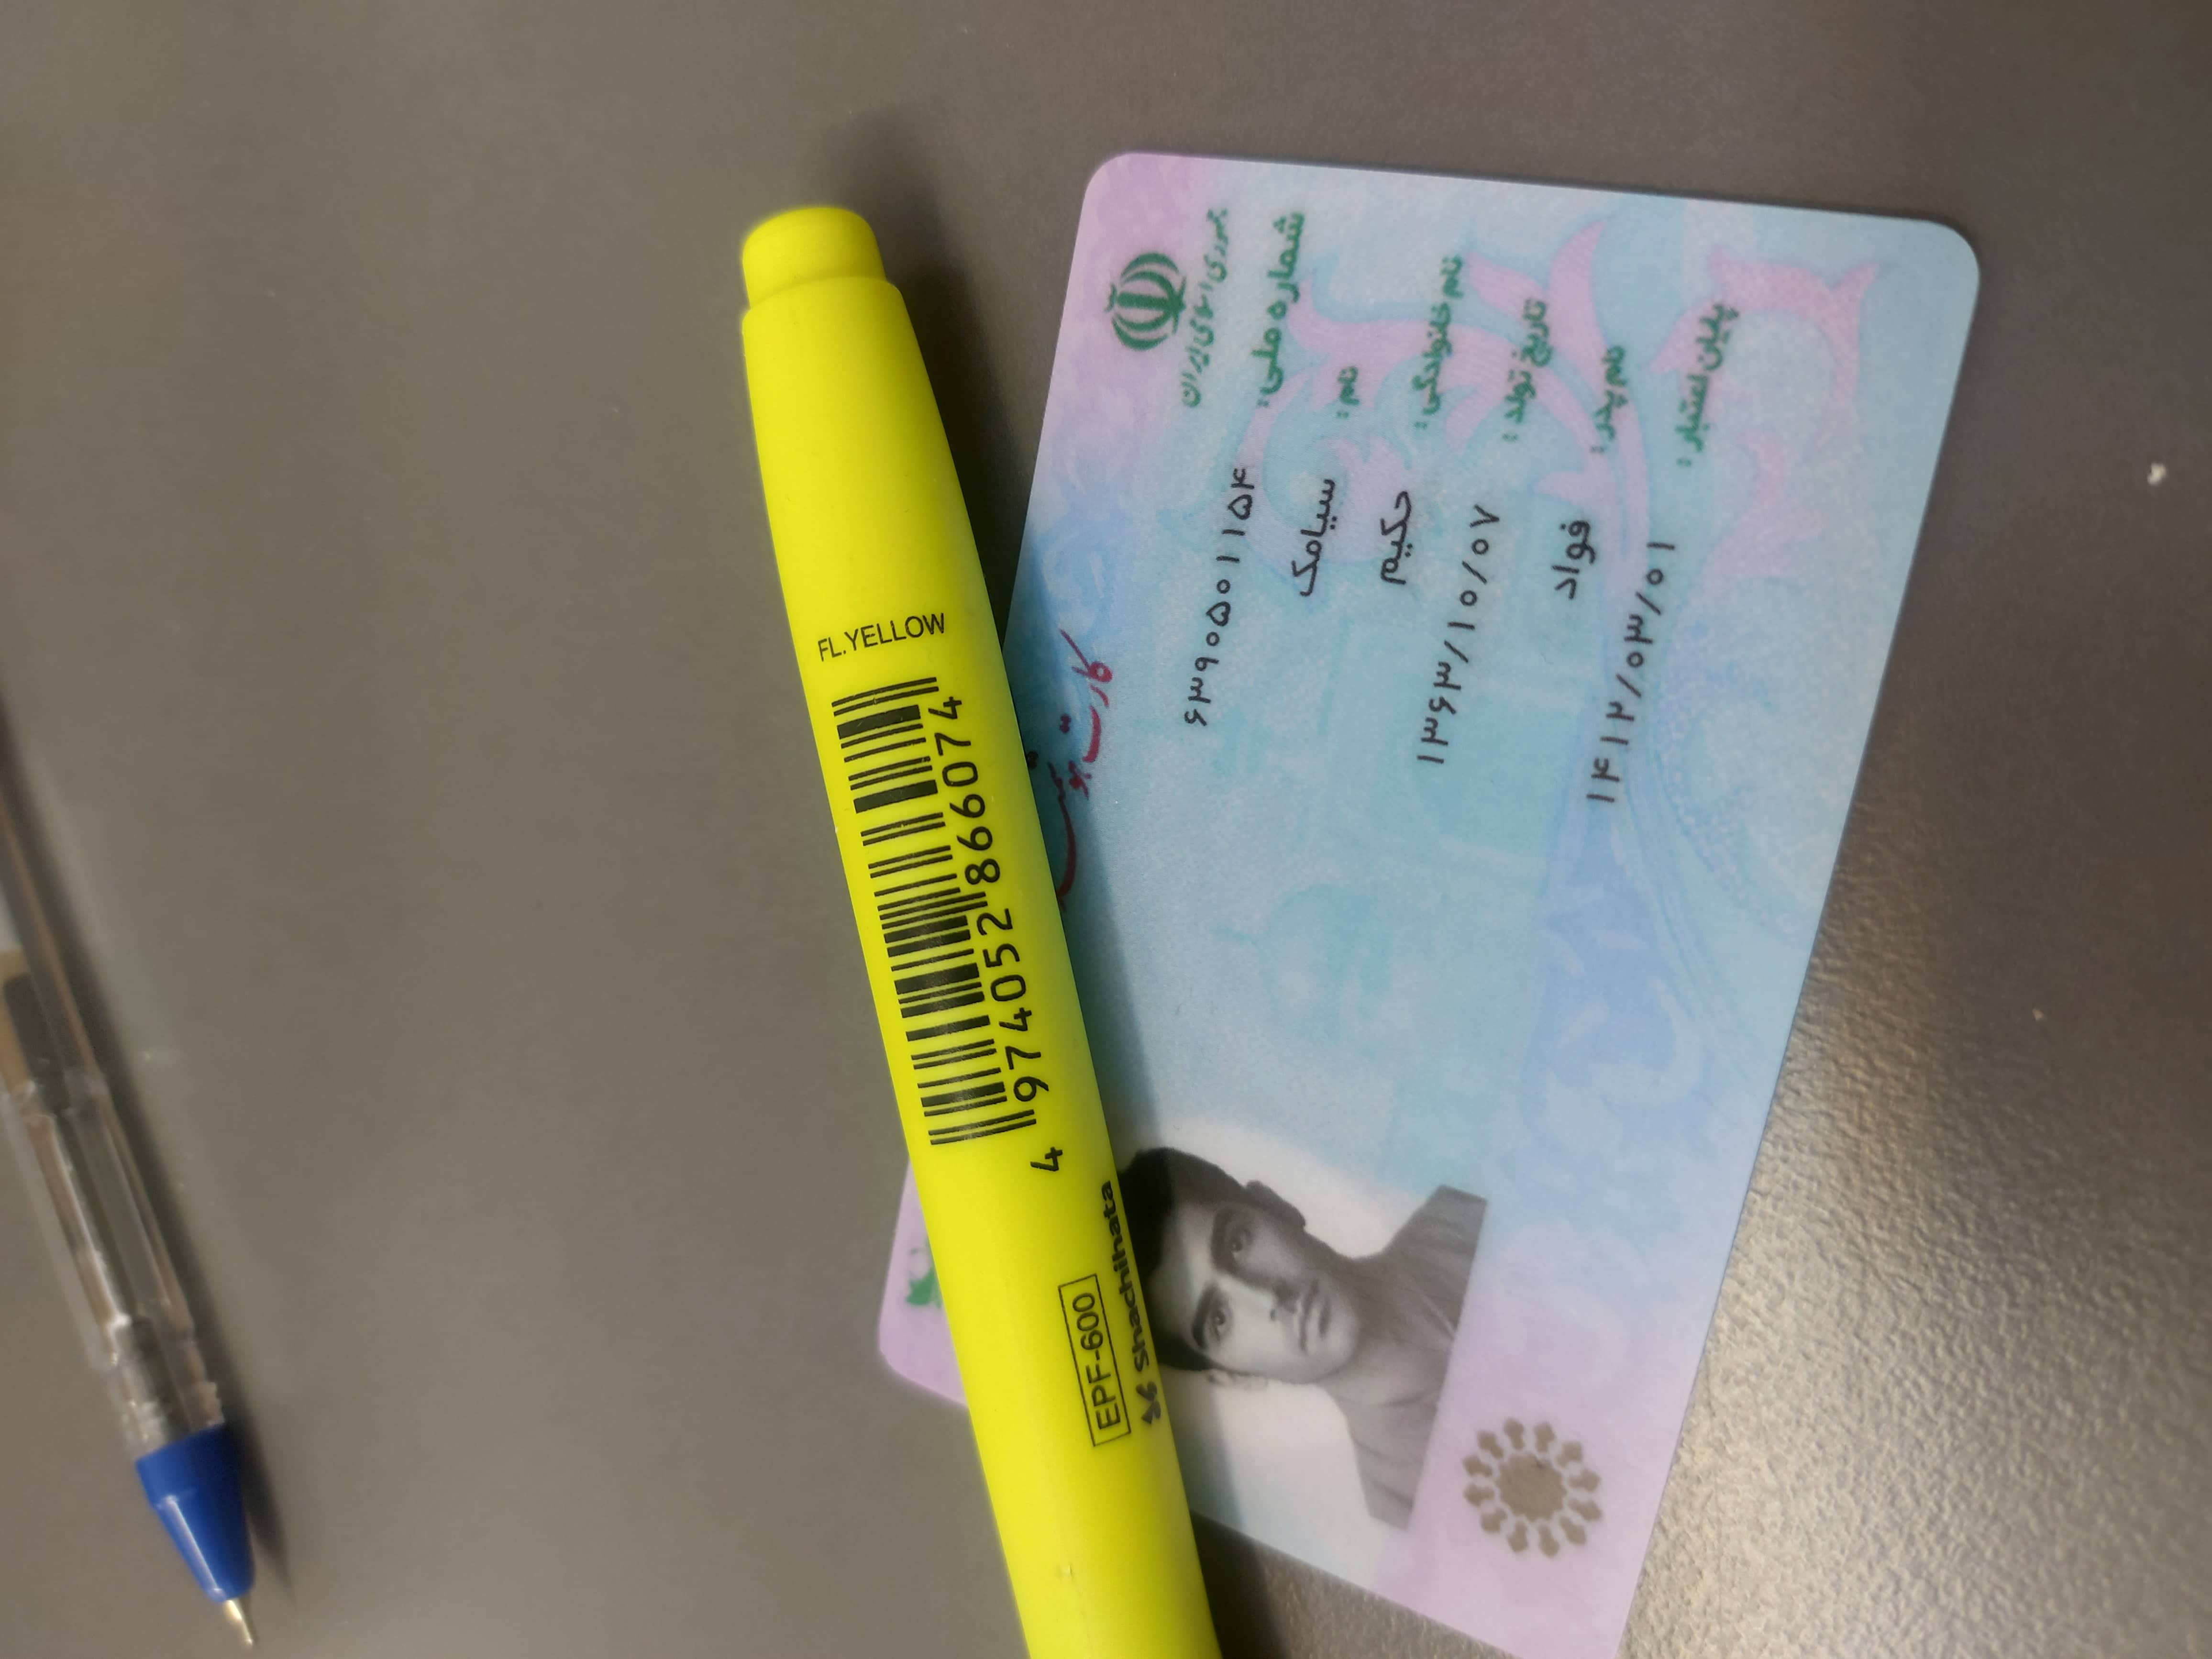 جمهوری اسلامی ایران
کارت هویت
شماره ملی: ۶۳۹۰۵۰۱۱۵۴
نام: سیامک
نام خانوادگی: حکیم
تاریخ تولد: ۱۳۶۳/۱۰/۰۷
نام پدر: فواد
پایان اعتبار: ۱۴۱۲/۰۳/۰۱
FL.YELLOW
4 974052 866074
EPF-600
Shachihata